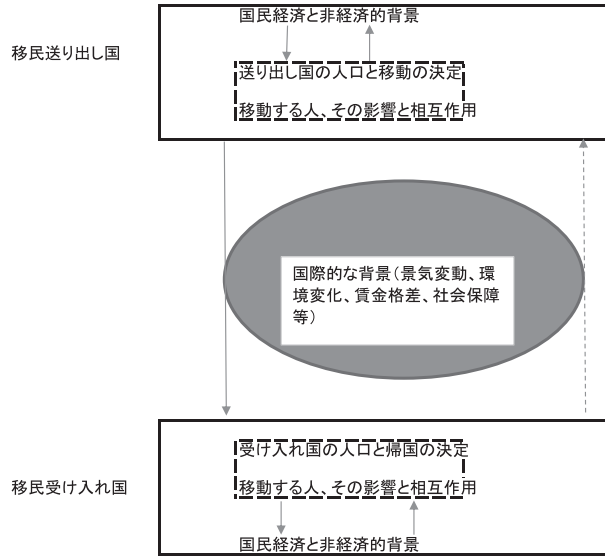 国民経済と非経済的背景
移民送り出し国
送り出し国の人口と移動の決定
移動する人、その影響と相互作用
国際的な背景（景気変動、環
境変化、賃金格差、社会保障
等）
受け入れ国の人口と帰国の決定
移民受け入れ国
移動する人、その影響と相互作用
国民経済と非経済的背景